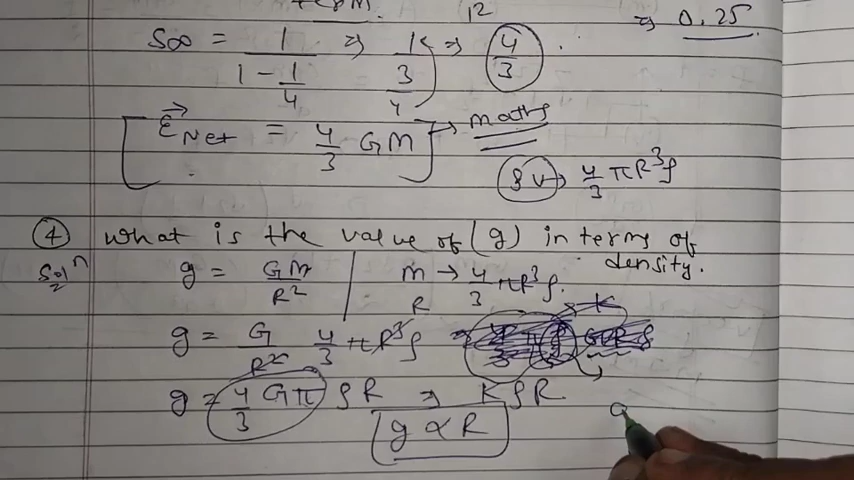 12
⇒ 0.25
S∞ = 1/(1 - 1/4) ⇒ 1/(3/4) ⇒ 4/3
[ E⃗Net = 4/3 GM ] → maths
ρV → 4/3 πR³ρ
④ What is the value of (g) in terms of density.
Solⁿ g = GM/R² | M → 4/3 πR³ρ.
R
g = G/R² 4/3 πR³ρ
g = 4/3 Gπ ρR ⇒ KρR
g ∝ R